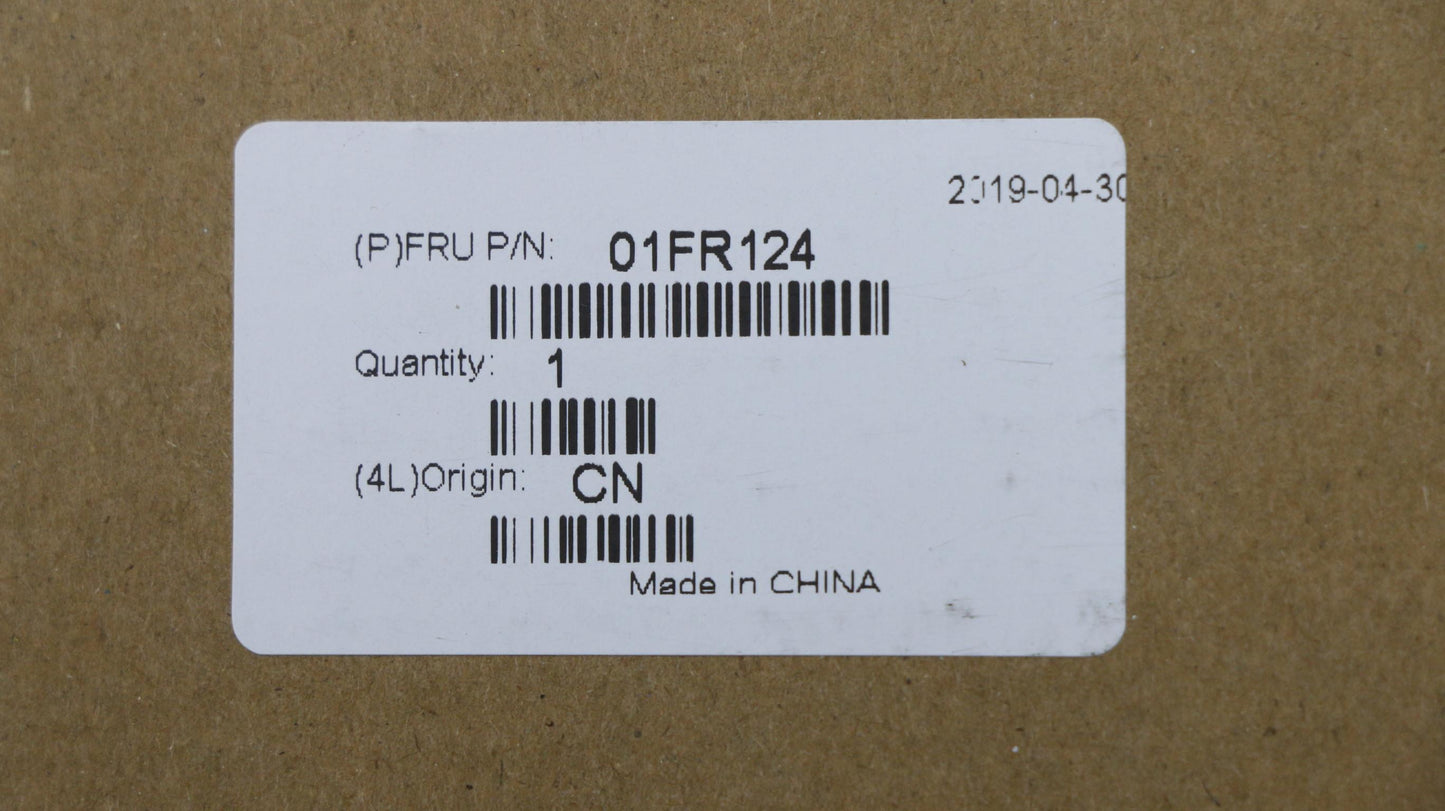 2019-04-30
(P)FRU P/N: 01FR124
Quantity: 1
(4L)Origin: CN
Made in CHINA